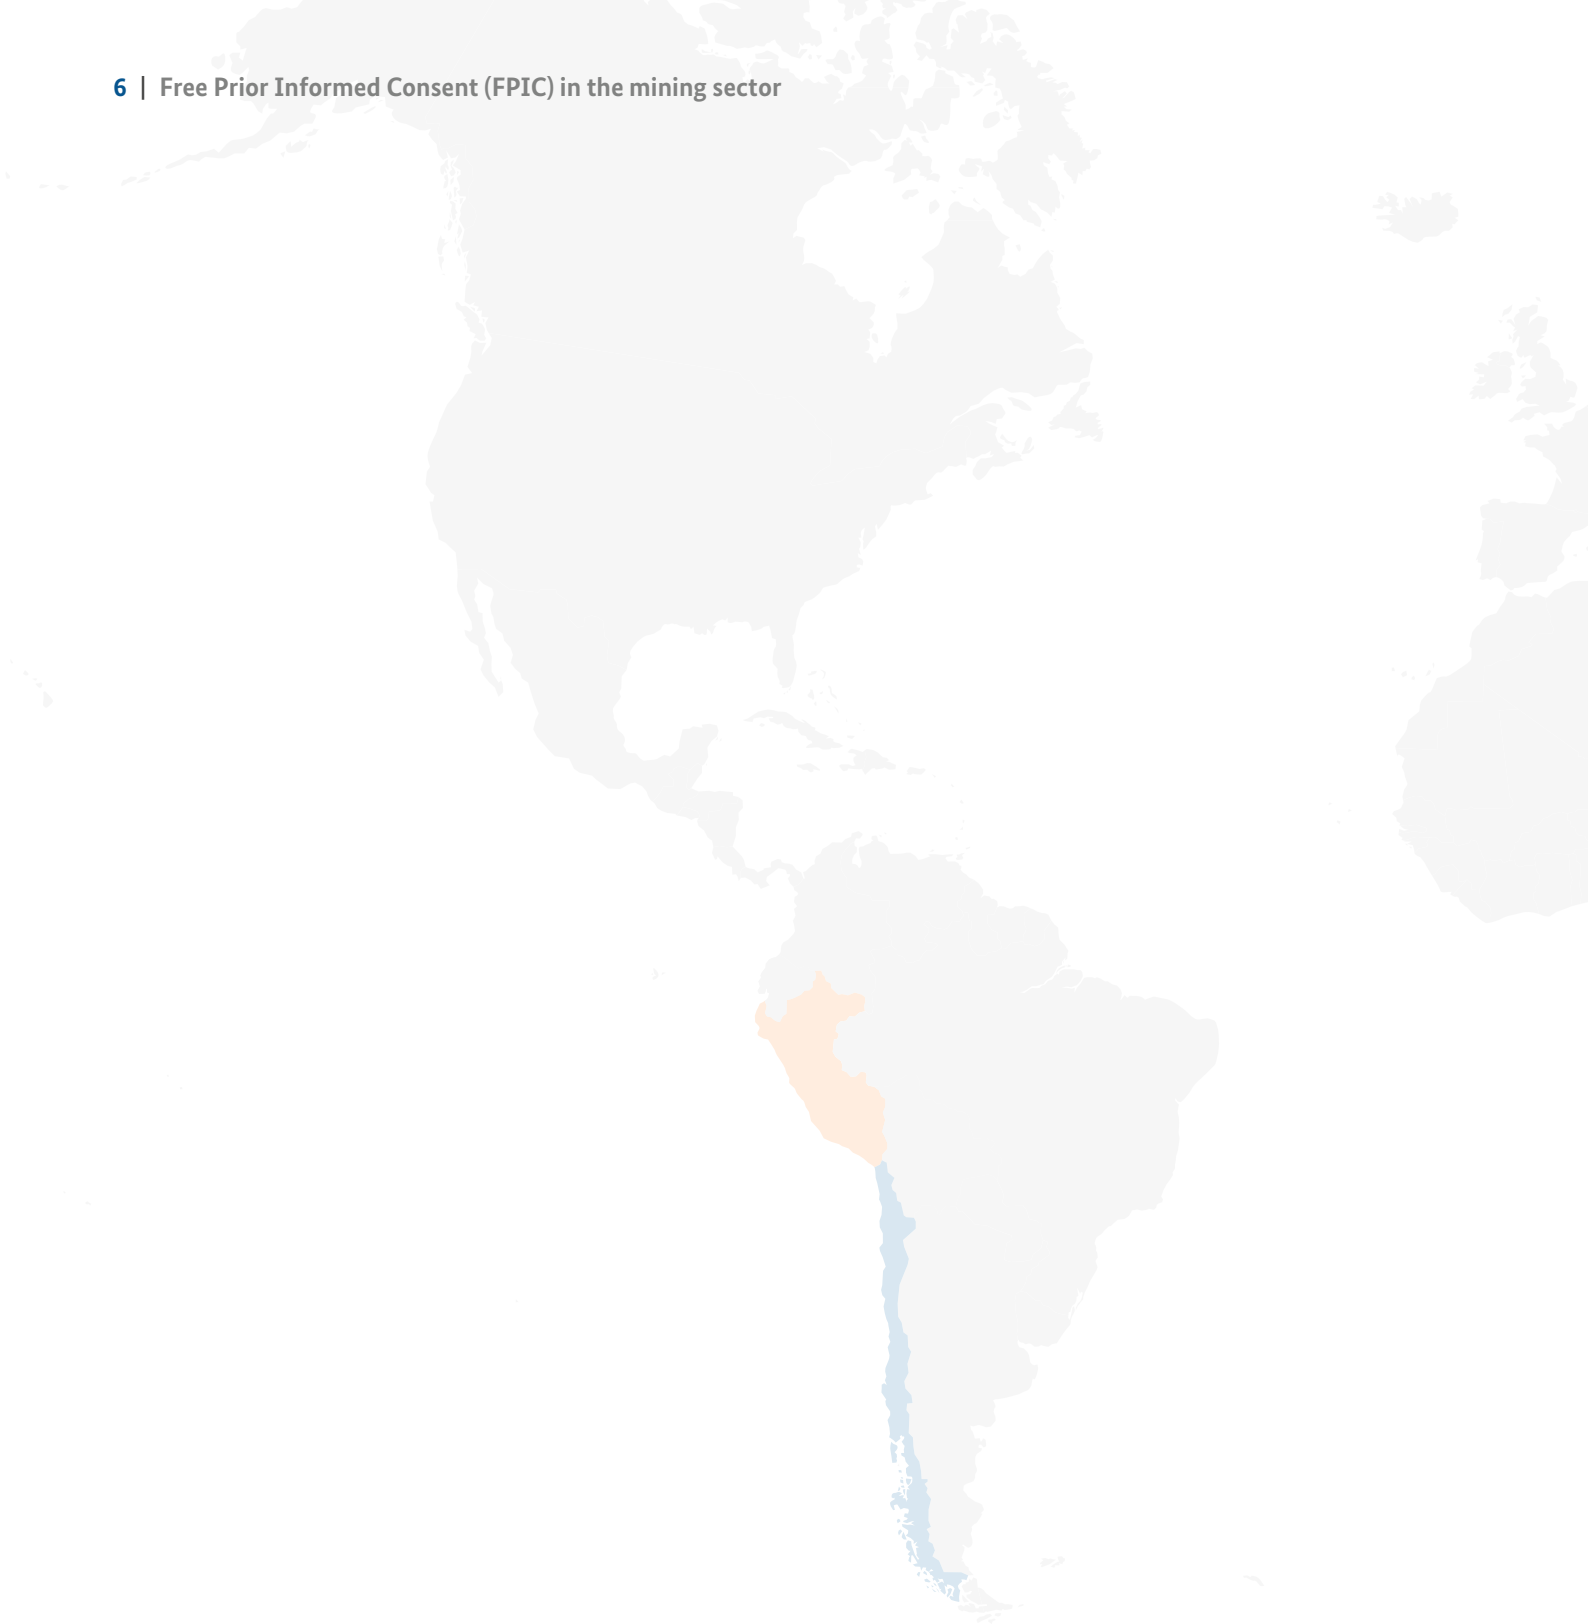 6 | Free Prior Informed Consent (FPIC) in the mining sector